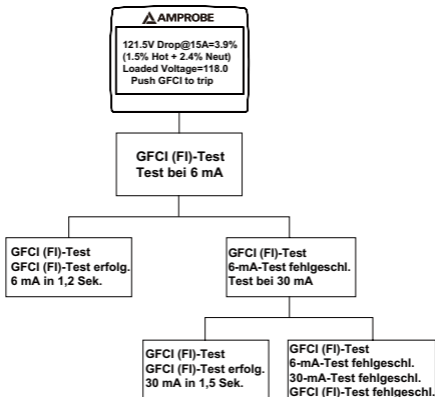 AMPROBE
121.5V Drop@15A=3.9%
(1.5% Hot + 2.4% Neut)
Loaded Voltage=118.0
Push GFCI to trip
GFCI (FI)-Test
Test bei 6 mA
GFCI (FI)-Test
GFCI (FI)-Test erfolg.
6 mA in 1,2 Sek.
GFCI (FI)-Test
6-mA-Test fehlgeschl.
Test bei 30 mA
GFCI (FI)-Test
GFCI (FI)-Test erfolg.
30 mA in 1,5 Sek.
GFCI (FI)-Test
6-mA-Test fehlgeschl.
30-mA-Test fehlgeschl.
GFCI (FI)-Test fehlgeschl.